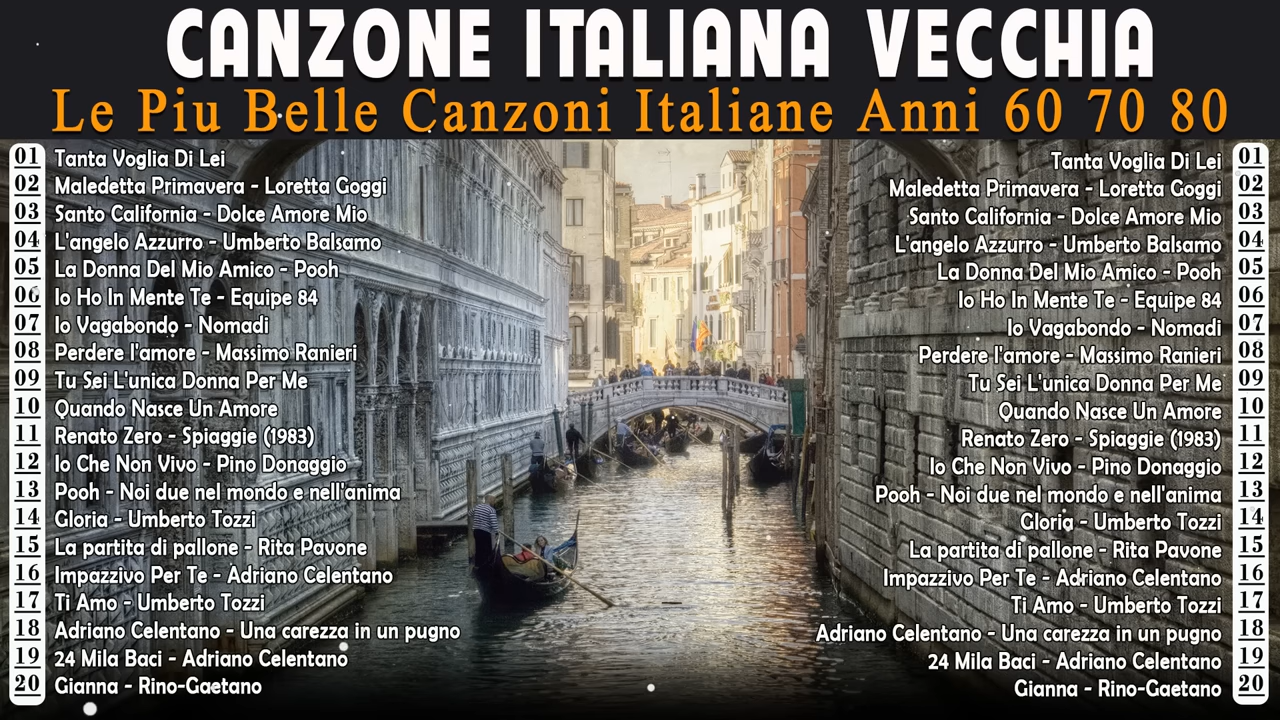 CANZONE ITALIANA VECCHIA
Le Piu Belle Canzoni Italiane Anni 60 70 80
01 Tanta Voglia Di Lei
02 Maledetta Primavera - Loretta Goggi
03 Santo California - Dolce Amore Mio
04 L'angelo Azzurro - Umberto Balsamo
05 La Donna Del Mio Amico - Pooh
06 Io Ho In Mente Te - Equipe 84
07 Io Vagabondo - Nomadi
08 Perdere l'amore - Massimo Ranieri
09 Tu Sei L'unica Donna Per Me
10 Quando Nasce Un Amore
11 Renato Zero - Spiaggie (1983)
12 Io Che Non Vivo - Pino Donaggio
13 Pooh - Noi due nel mondo e nell'anima
14 Gloria - Umberto Tozzi
15 La partita di pallone - Rita Pavone
16 Impazzivo Per Te - Adriano Celentano
17 Ti Amo - Umberto Tozzi
18 Adriano Celentano - Una carezza in un pugno
19 24 Mila Baci - Adriano Celentano
20 Gianna - Rino-Gaetano
Tanta Voglia Di Lei 01
Maledetta Primavera - Loretta Goggi 02
Santo California - Dolce Amore Mio 03
L'angelo Azzurro - Umberto Balsamo 04
La Donna Del Mio Amico - Pooh 05
Io Ho In Mente Te - Equipe 84 06
Io Vagabondo - Nomadi 07
Perdere l'amore - Massimo Ranieri 08
Tu Sei L'unica Donna Per Me 09
Quando Nasce Un Amore 10
Renato Zero - Spiaggie (1983) 11
Io Che Non Vivo - Pino Donaggio 12
Pooh - Noi due nel mondo e nell'anima 13
Gloria - Umberto Tozzi 14
La partita di pallone - Rita Pavone 15
Impazzivo Per Te - Adriano Celentano 16
Ti Amo - Umberto Tozzi 17
Adriano Celentano - Una carezza in un pugno 18
24 Mila Baci - Adriano Celentano 19
Gianna - Rino-Gaetano 20